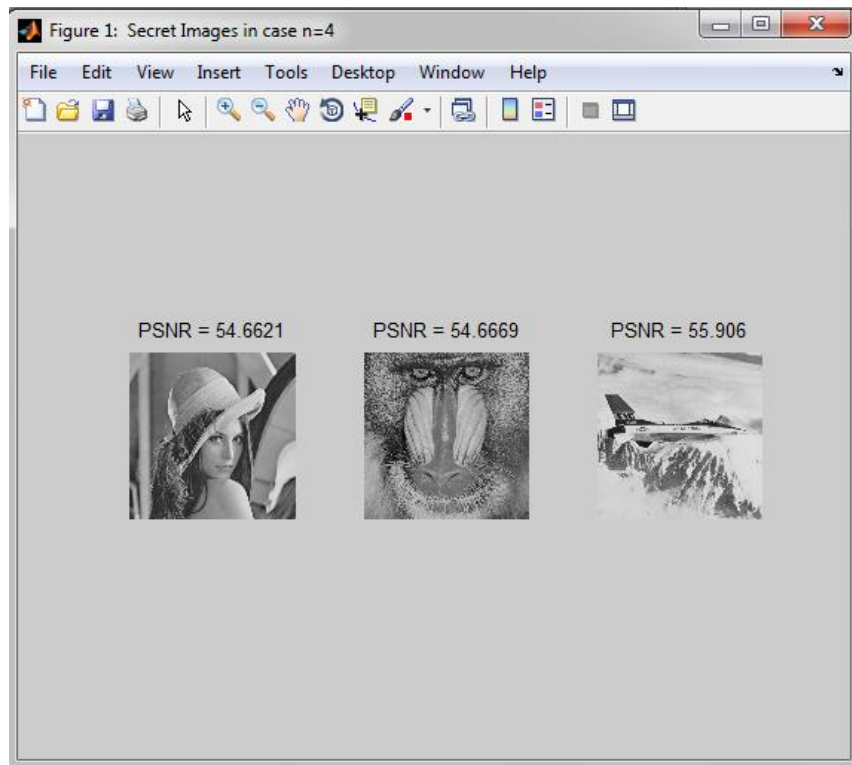 Figure 1: Secret Images in case n=4
File Edit View Insert Tools Desktop Window Help
PSNR = 54.6621 PSNR = 54.6669 PSNR = 55.906